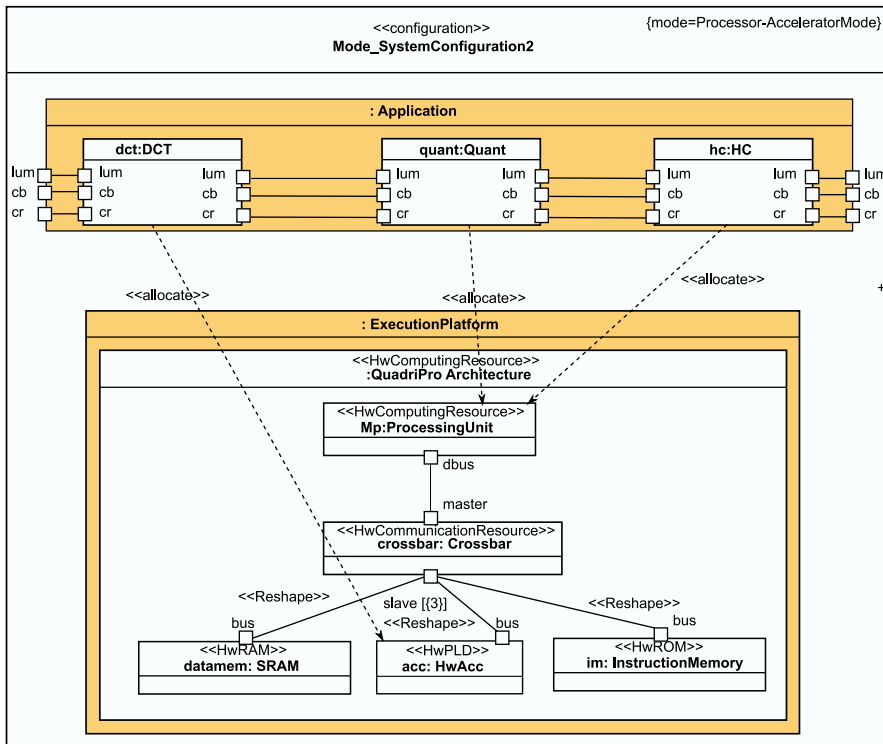 <<configuration>>
{mode=Processor-AcceleratorMode}
Mode_SystemConfiguration2
: Application
dct:DCT
quant:Quant
hc:HC
lum
lum
lum
lum
lum
lum
lum
lum
cb
cb
cb
cb
cb
cb
cb
cb
cr
cr
cr
cr
cr
cr
cr
cr
<<allocate>>
<<allocate>>
<<allocate>>
+
: ExecutionPlatform
<<HwComputingResource>>
:QuadriPro Architecture
<<HwComputingResource>>
Mp:ProcessingUnit
dbus
master
<<HwCommunicationResource>>
crossbar: Crossbar
<<Reshape>>
slave [{3}]
<<Reshape>>
<<Reshape>>
bus
bus
bus
<<HwRAM>>
datamem: SRAM
<<HwPLD>>
acc: HwAcc
<<HwROM>>
im: InstructionMemory